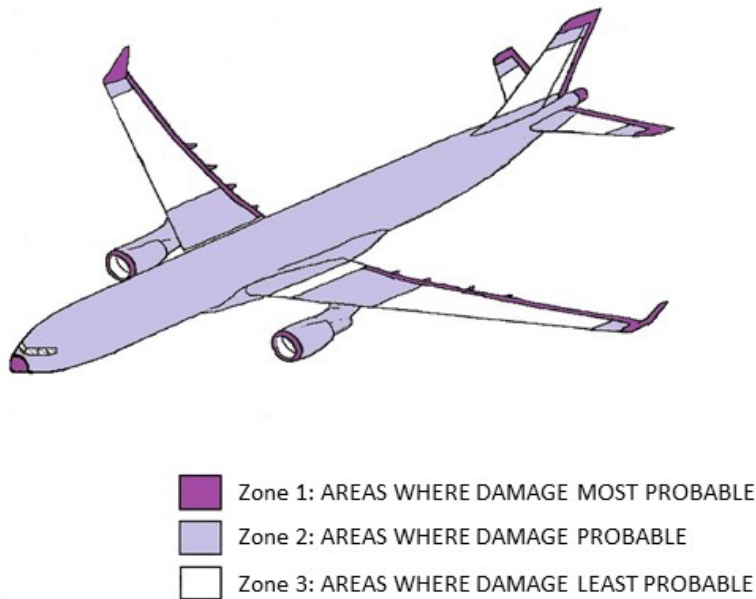 Zone 1: AREAS WHERE DAMAGE MOST PROBABLE
Zone 2: AREAS WHERE DAMAGE PROBABLE
Zone 3: AREAS WHERE DAMAGE LEAST PROBABLE